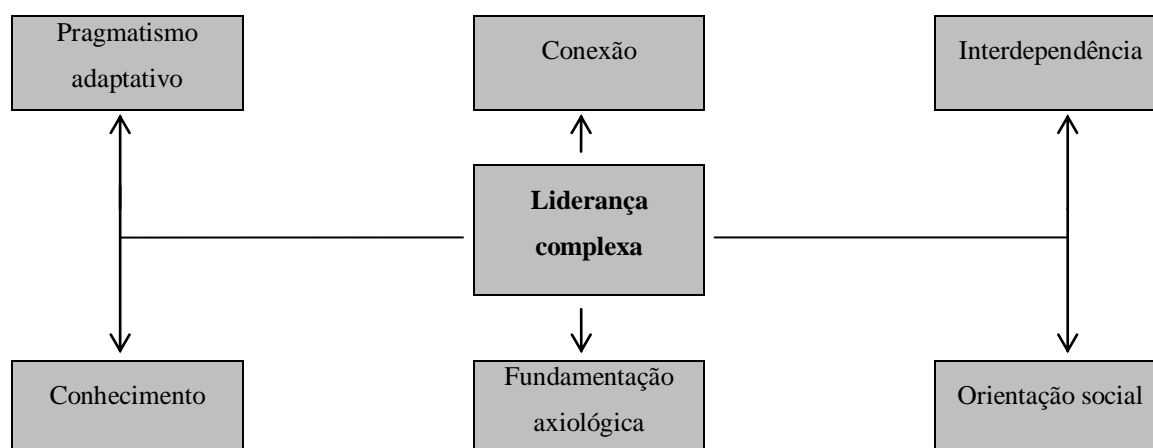 Pragmatismo
adaptativo
Conexão
Interdependência
Liderança
complexa
Conhecimento
Fundamentação
axiológica
Orientação social